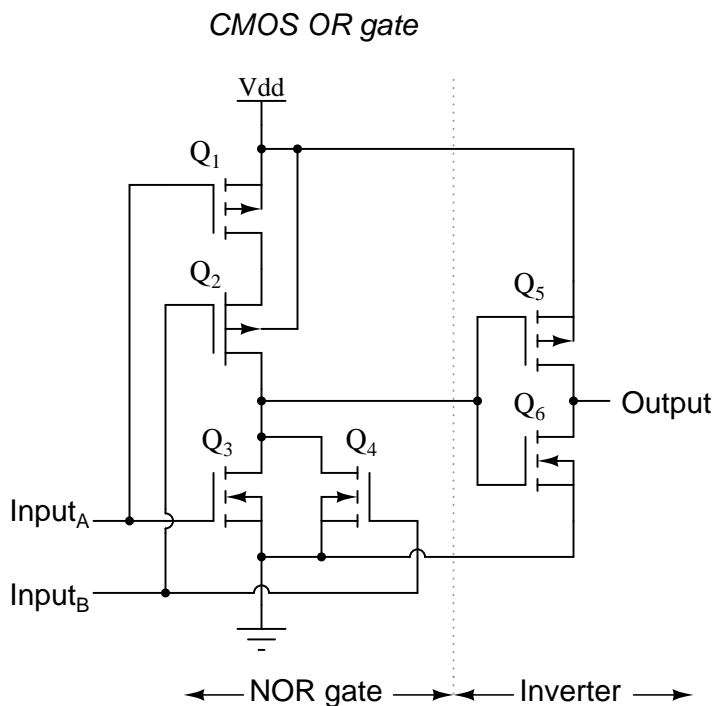 CMOS OR gate
Vdd
Q1
Q2
Q5
Output
Q6
Q3
Q4
InputA
InputB
NOR gate
Inverter